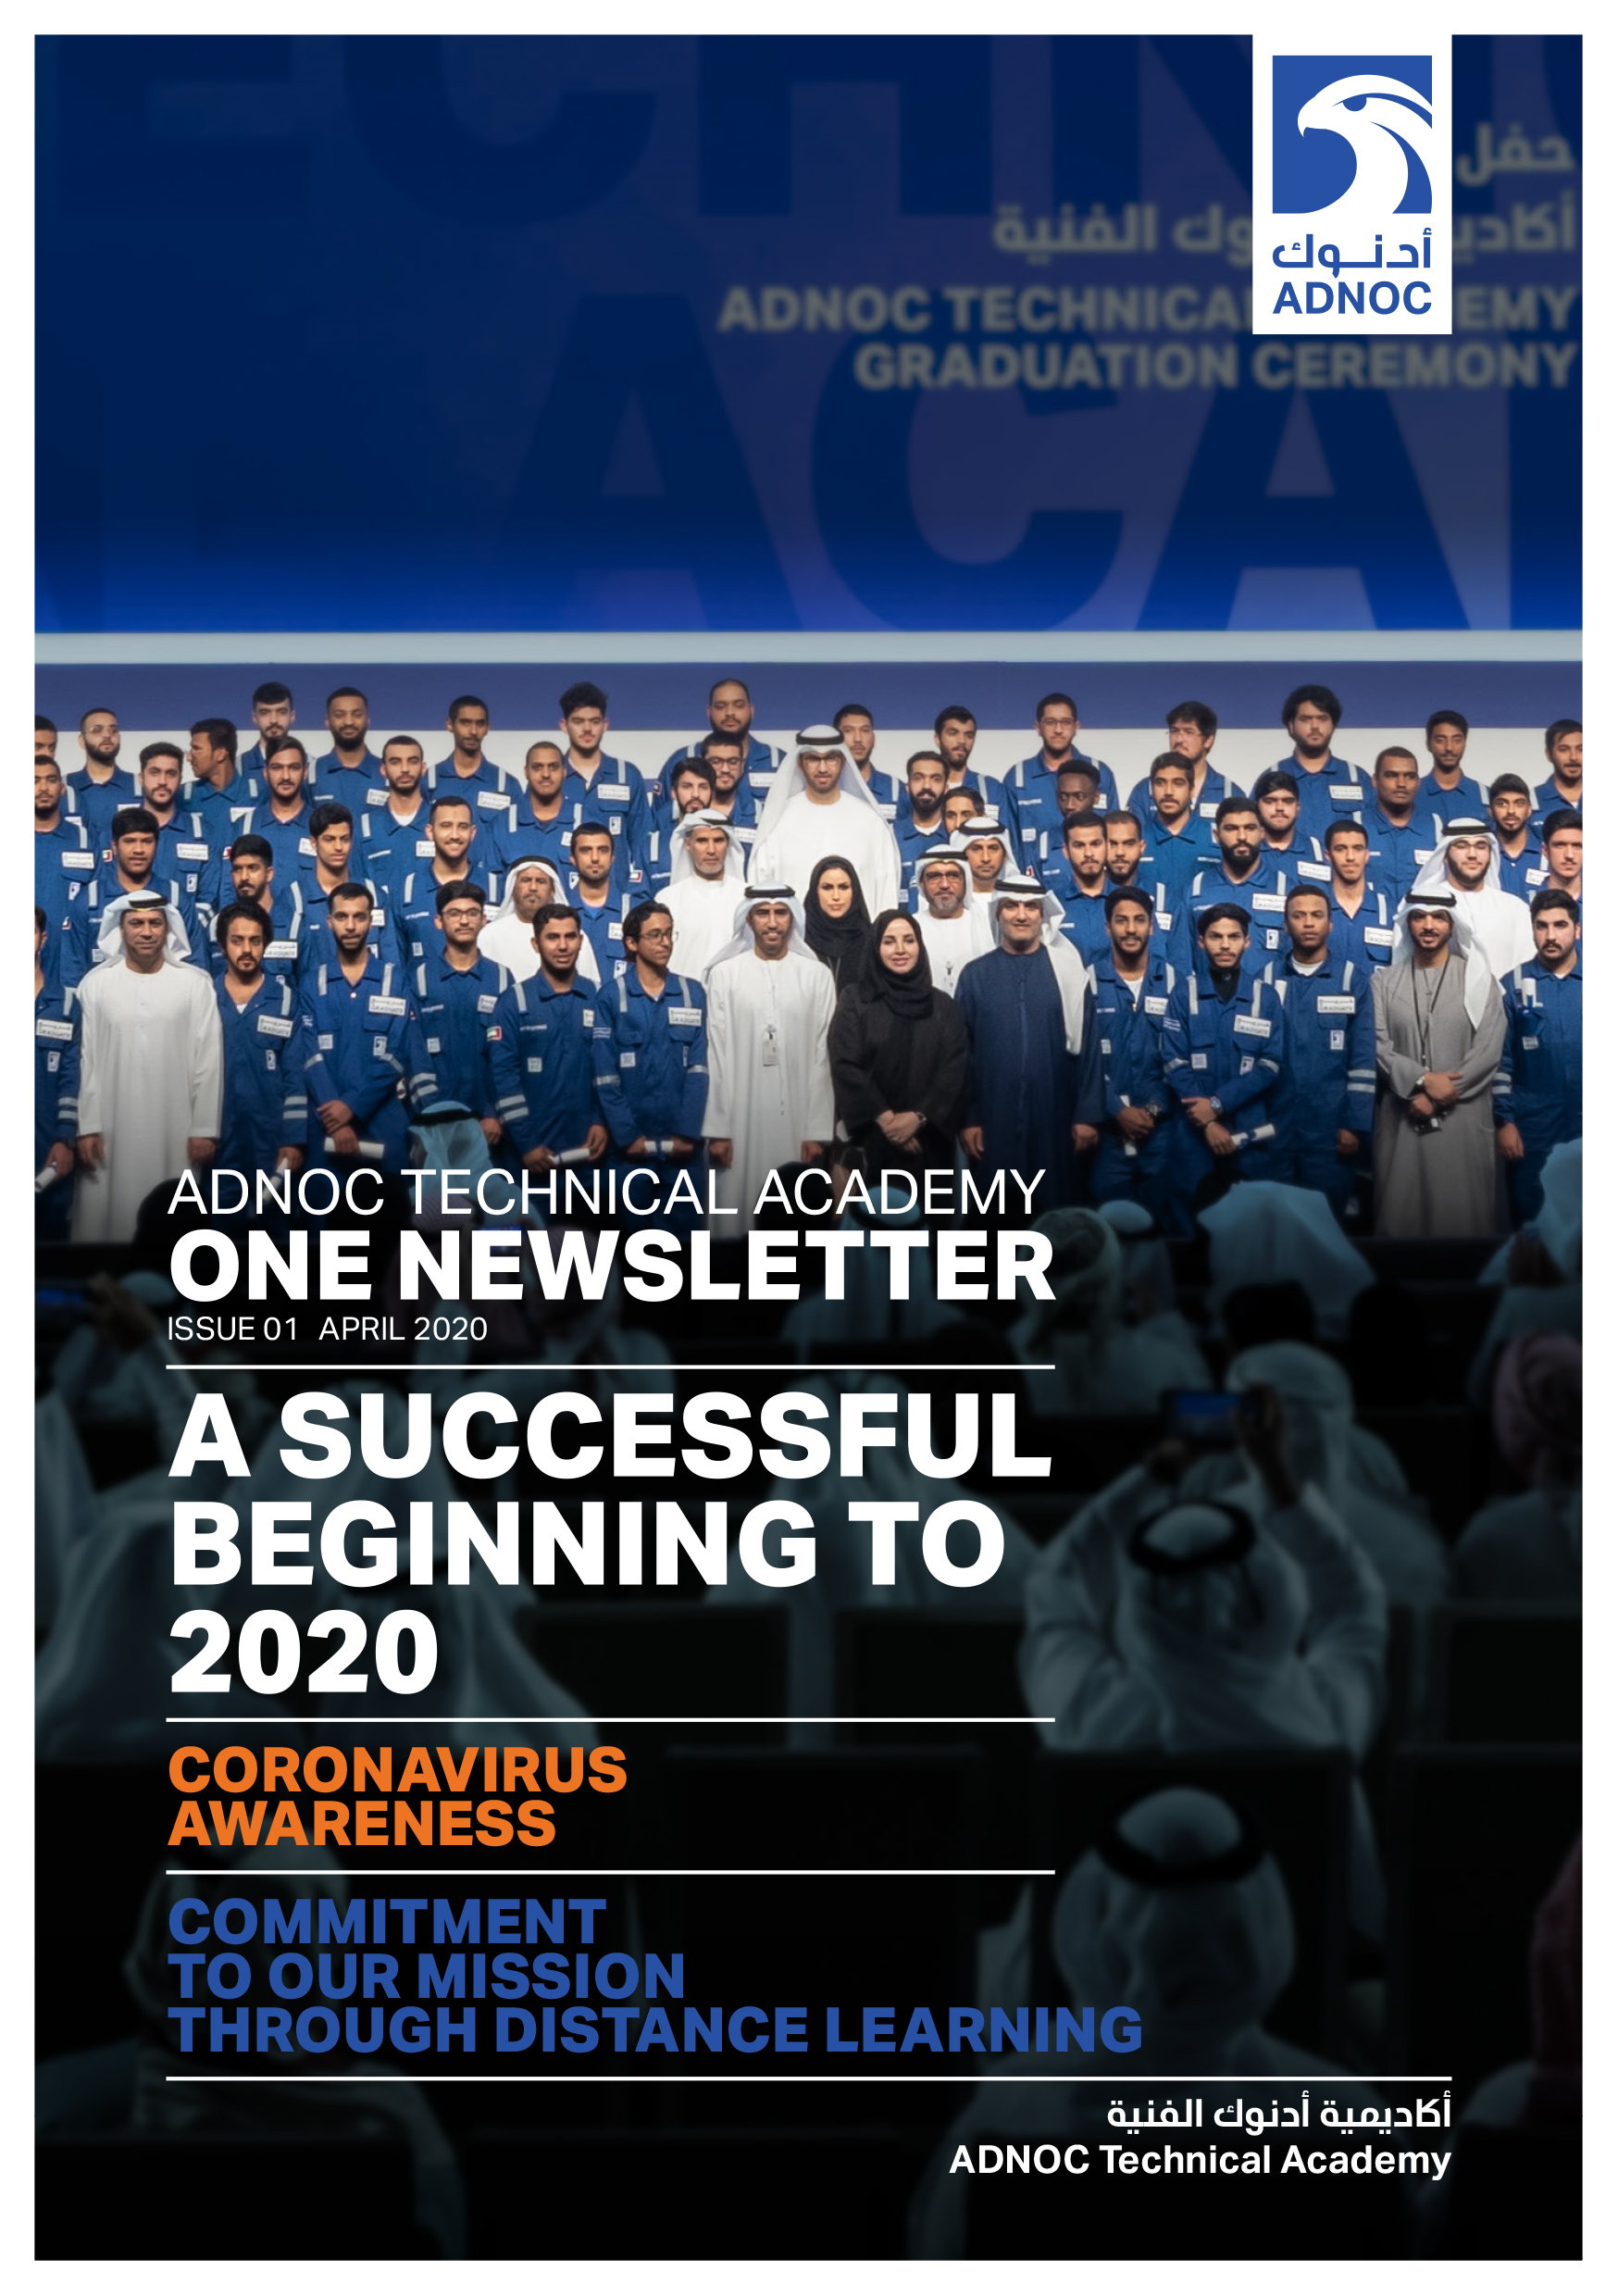 حفل
أكاديمية أدنوك الفنية
ADNOC TECHNICAL
GRADUATION CEREMONY
أدنوك
ADNOC
ADNOC TECHNICAL ACADEMY
ONE NEWSLETTER
ISSUE 01 APRIL 2020
A SUCCESSFUL
BEGINNING TO
2020
CORONAVIRUS
AWARENESS
COMMITMENT
TO OUR MISSION
THROUGH DISTANCE LEARNING
أكاديمية أدنوك الفنية
ADNOC Technical Academy